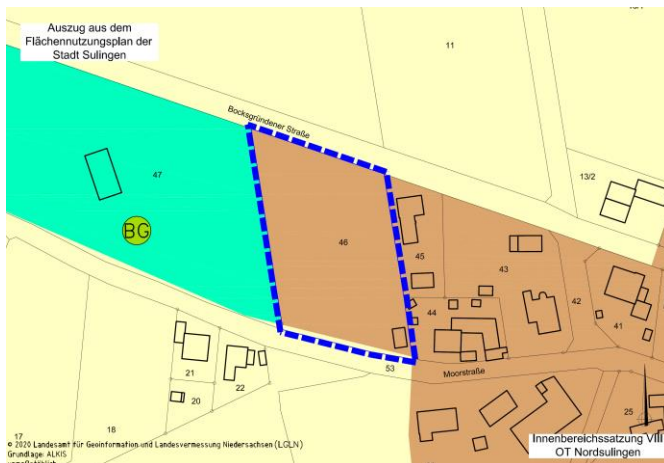 Auszug aus dem
Flächennutzungsplan der
Stadt Sulingen
11
Bocksgründener Straße
13/2
47
BG
46
45
43
42
44
41
53
Moorstraße
21
20
22
18
17
25
© 2020 Landesamt für Geoinformation und Landesvermessung Niedersachsen (LGLN)
Grundlage: ALKIS
Innenbereichssatzung VIII
OT Nordsulingen